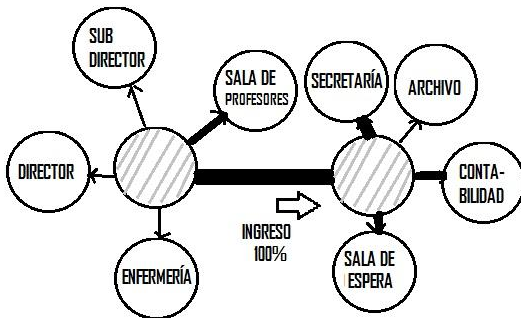 SUB
DIRECTOR
SALA DE
PROFESORES
SECRETARÍA
ARCHIVO
DIRECTOR
CONTA-
BILIDAD
INGRESO
100%
ENFERMERÍA
SALA DE
ESPERA